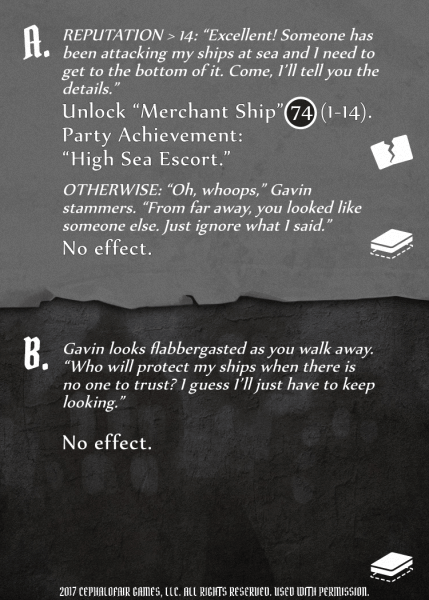 A. REPUTATION > 14: “Excellent! Someone has
been attacking my ships at sea and I need to
get to the bottom of it. Come, I’ll tell you the
details.”
Unlock “Merchant Ship” 74 (1-14).
Party Achievement:
“High Sea Escort.”
OTHERWISE: “Oh, whoops,” Gavin
stammers. “From far away, you looked like
someone else. Just ignore what I said.”
No effect.
B. Gavin looks flabbergasted as you walk away.
“Who will protect my ships when there is
no one to trust? I guess I’ll just have to keep
looking.”
No effect.
2017 CEPHALOFAIR GAMES, LLC. ALL RIGHTS RESERVED. USED WITH PERMISSION.